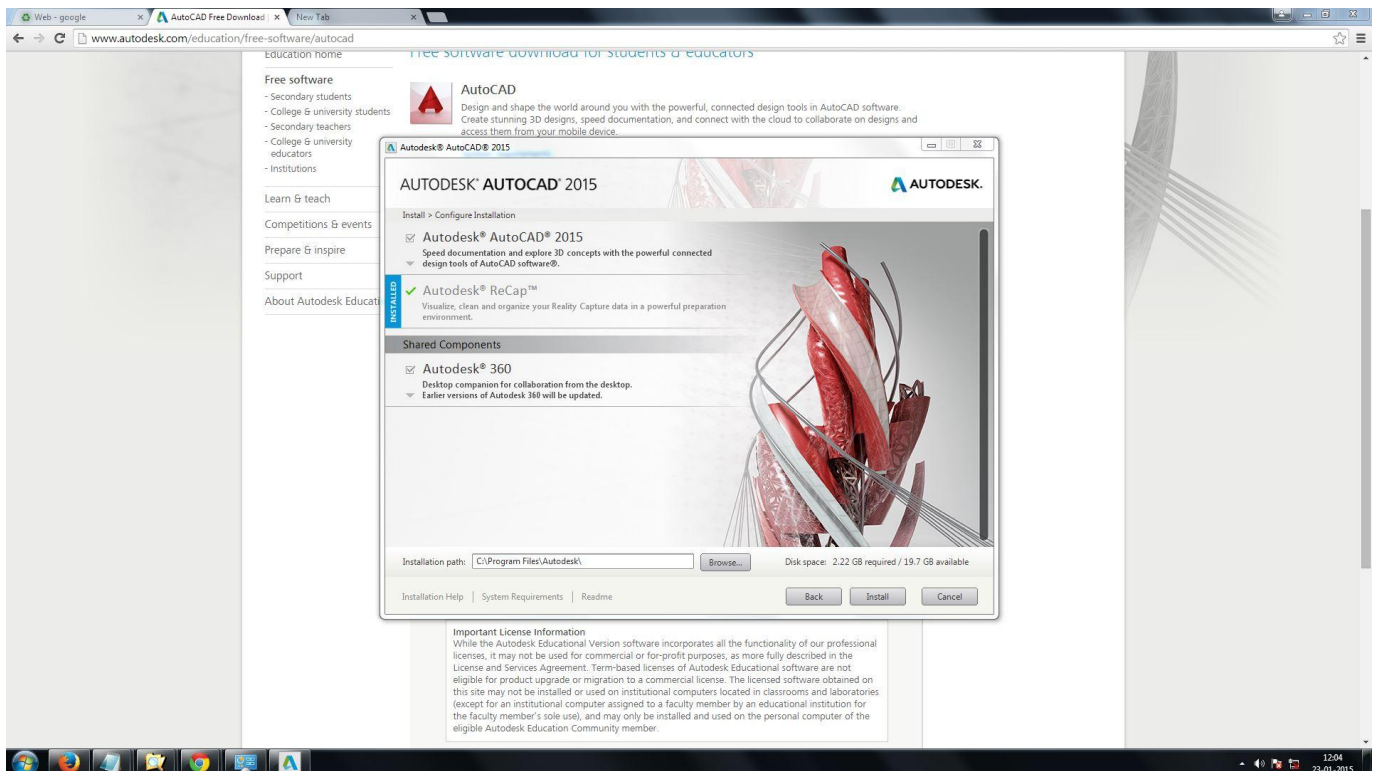 Web - google
AutoCAD Free Download |
New Tab
www.autodesk.com/education/free-software/autocad
Education home
Free software download for students & educators
Free software
- Secondary students
- College & university students
- Secondary teachers
- College & university
educators
- Institutions
Learn & teach
Competitions & events
Prepare & inspire
Support
About Autodesk Educati
AutoCAD
Design and shape the world around you with the powerful, connected design tools in AutoCAD software.
Create stunning 3D designs, speed documentation, and connect with the cloud to collaborate on designs and
access them from your mobile device.
Autodesk® AutoCAD® 2015
AUTODESK® AUTOCAD® 2015
AUTODESK.
Install > Configure Installation
Autodesk® AutoCAD® 2015
Speed documentation and explore 3D concepts with the powerful connected
design tools of AutoCAD software®.
INSTALLED
Autodesk® ReCap™
Visualize, clean and organize your Reality Capture data in a powerful preparation
environment.
Shared Components
Autodesk® 360
Desktop companion for collaboration from the desktop.
Earlier versions of Autodesk 360 will be updated.
Installation path: C:\Program Files\Autodesk\ Browse... Disk space: 2.22 GB required / 19.7 GB available
Installation Help | System Requirements | Readme Back Install Cancel
Important License Information
While the Autodesk Educational Version software incorporates all the functionality of our professional
licenses, it may not be used for commercial or for-profit purposes, as more fully described in the
License and Services Agreement. Term-based licenses of Autodesk Educational software are not
eligible for product upgrade or migration to a commercial license. The licensed software obtained on
this site may not be installed or used on institutional computers located in classrooms and laboratories
(except for an institutional computer assigned to a faculty member by an educational institution for
the faculty member's sole use), and may only be installed and used on the personal computer of the
eligible Autodesk Education Community member.
12:04
23-01-2015